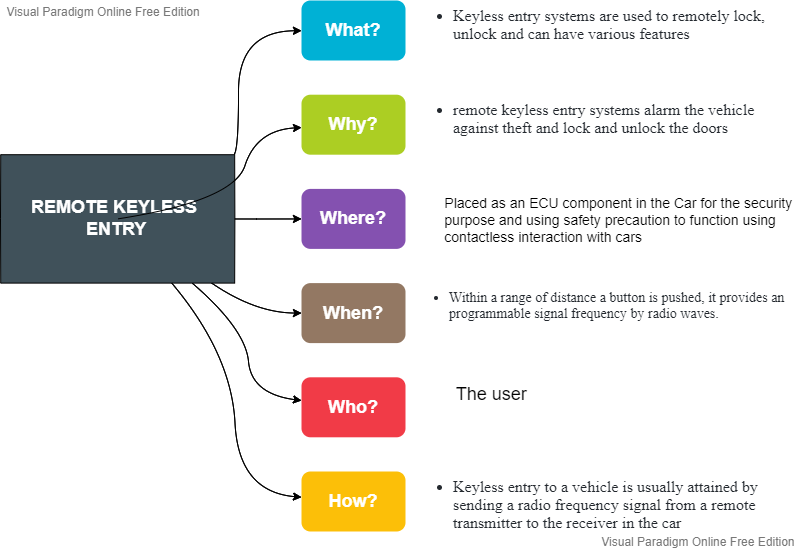 Visual Paradigm Online Free Edition
REMOTE KEYLESS
ENTRY
What?
• Keyless entry systems are used to remotely lock,
unlock and can have various features
Why?
• remote keyless entry systems alarm the vehicle
against theft and lock and unlock the doors
Where?
Placed as an ECU component in the Car for the security
purpose and using safety precaution to function using
contactless interaction with cars
When?
• Within a range of distance a button is pushed, it provides an
programmable signal frequency by radio waves.
Who?
The user
How?
• Keyless entry to a vehicle is usually attained by
sending a radio frequency signal from a remote
transmitter to the receiver in the car
Visual Paradigm Online Free Edition